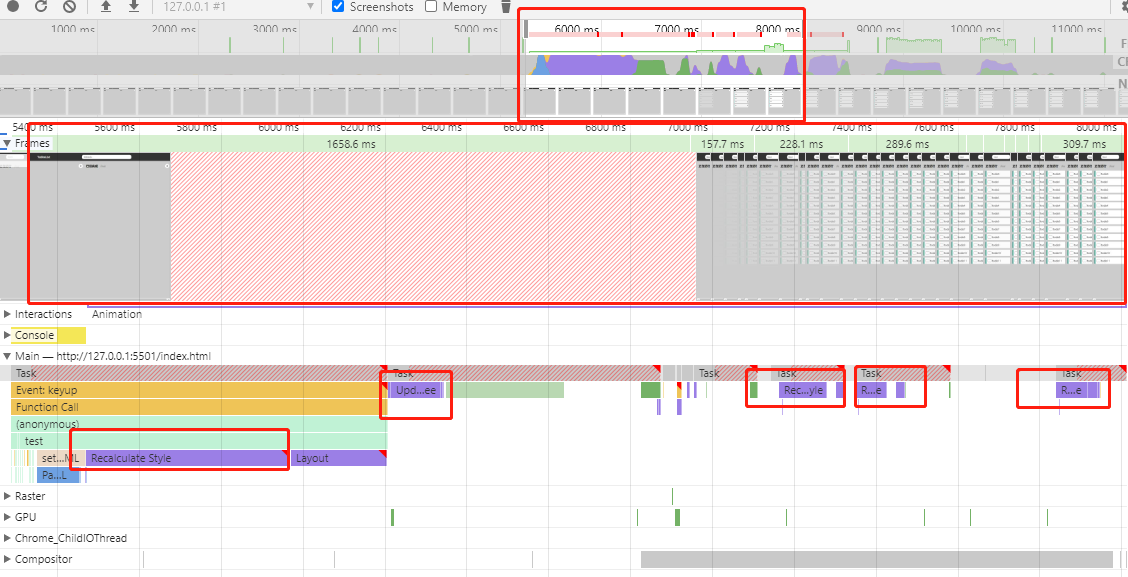 127.0.0.1 #1
Screenshots
Memory
1000 ms 2000 ms 3000 ms 4000 ms 5000 ms 6000 ms 7000 ms 8000 ms 9000 ms 10000 ms 11000 ms
5400 ms 5600 ms 5800 ms 6000 ms 6200 ms 6400 ms 6600 ms 6800 ms 7000 ms 7200 ms 7400 ms 7600 ms 7800 ms 8000 ms
Frames 1658.6 ms 157.7 ms 228.1 ms 289.6 ms 309.7 ms
Interactions Animation
Console
Main — http://127.0.0.1:5501/index.html
Task Task Task Task Task Task
Event: keyup Upd...ee Rec...yle R...e R...e
Function Call
(anonymous)
test
set...ML Recalculate Style Layout
Pa...L
Raster
GPU
Chrome_ChildIOThread
Compositor